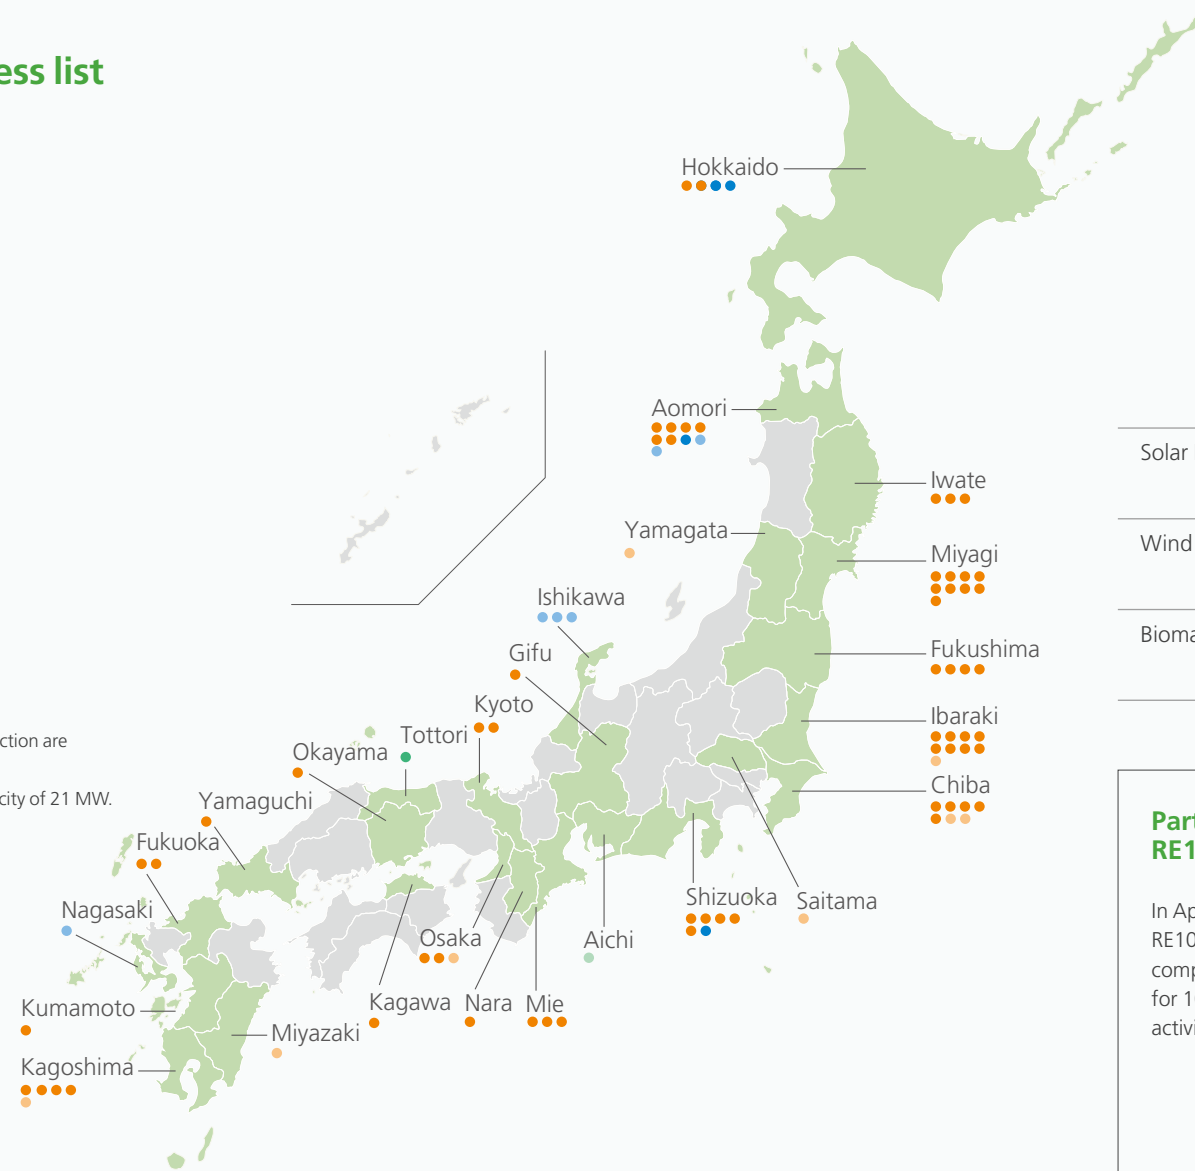 ess list
Hokkaido
Aomori
Iwate
Yamagata
Miyagi
Ishikawa
Gifu
Fukushima
Kyoto
Ibaraki
Tottori
Okayama
Chiba
Yamaguchi
Fukuoka
Nagasaki
Shizuoka
Saitama
Osaka
Aichi
Kagawa
Nara
Mie
Kumamoto
Miyazaki
Kagoshima
ction are
city of 21 MW.
Solar
Wind
Bioma
Part
RE1
In Ap
RE10
comp
for 1
activi